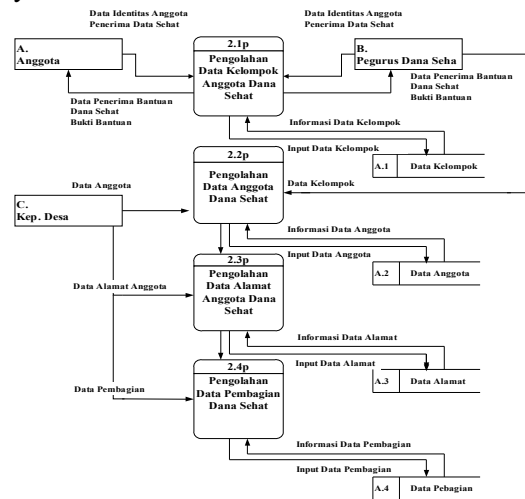 Data Identitas Anggota
Penerima Dana Sehat
Data Identitas Anggota
Penerima Dana Sehat
A.
Anggota
2.1p
Pengolahan
Data Kelompok
Anggota Dana
Sehat
B.
Pegurus Dana Seha
Data Penerima Bantuan
Dana Sehat
Bukti Bantuan
Data Penerima Bantuan
Dana Sehat
Bukti Bantuan
Informasi Data Kelompok
Input Data Kelompok
A.1 Data Kelompok
2.2p
Pengolahan
Data Anggota
Dana Sehat
Data Kelompok
Data Anggota
C.
Kep. Desa
Informasi Data Anggota
Input Data Anggota
A.2 Data Anggota
2.3p
Pengolahan
Data Alamat
Anggota Dana
Sehat
Data Alamat Anggota
Informasi Data Alamat
Input Data Alamat
A.3 Data Alamat
2.4p
Pengolahan
Data Pembagian
Dana Sehat
Data Pembagian
Informasi Data Pembagian
Input Data Pembagian
A.4 Data Pebagian